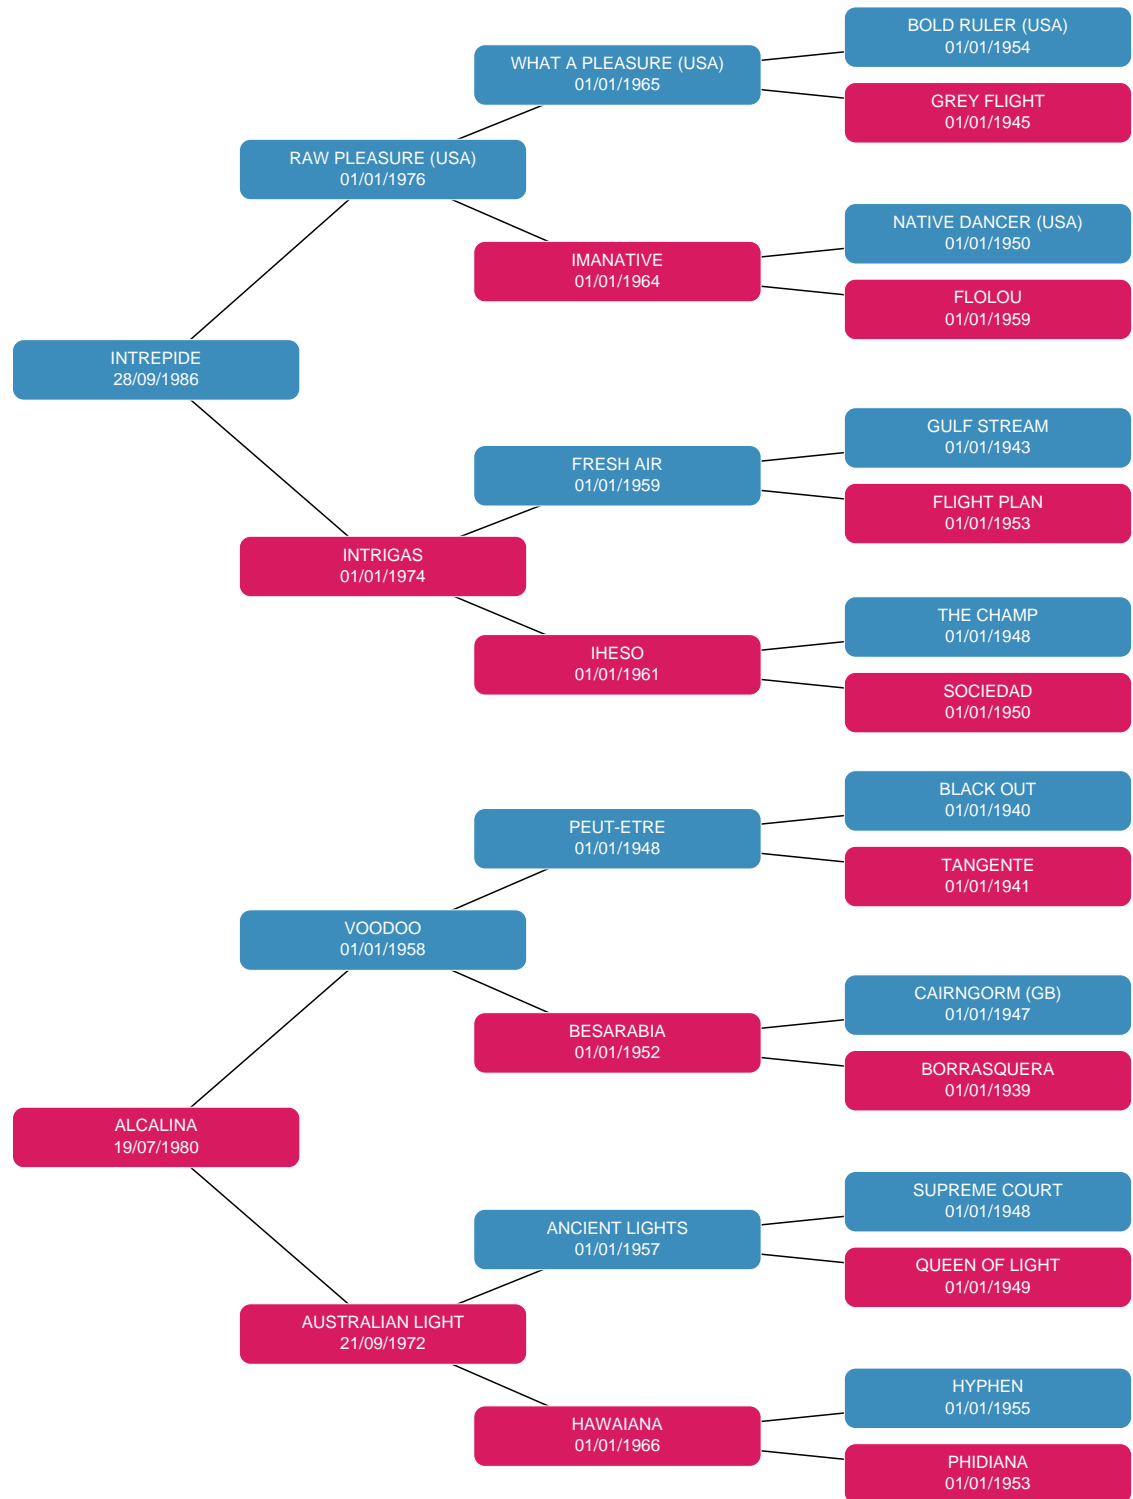 BOLD RULER (USA)
01/01/1954
WHAT A PLEASURE (USA)
01/01/1965
GREY FLIGHT
01/01/1945
RAW PLEASURE (USA)
01/01/1976
NATIVE DANCER (USA)
01/01/1950
IMANATIVE
01/01/1964
FLOLOU
01/01/1959
INTREPIDE
28/09/1986
GULF STREAM
01/01/1943
FRESH AIR
01/01/1959
FLIGHT PLAN
01/01/1953
INTRIGAS
01/01/1974
THE CHAMP
01/01/1948
IHESO
01/01/1961
SOCIEDAD
01/01/1950
BLACK OUT
01/01/1940
PEUT-ETRE
01/01/1948
TANGENTE
01/01/1941
VOODOO
01/01/1958
CAIRNGORM (GB)
01/01/1947
BESARABIA
01/01/1952
BORRASQUERA
01/01/1939
ALCALINA
19/07/1980
SUPREME COURT
01/01/1948
ANCIENT LIGHTS
01/01/1957
QUEEN OF LIGHT
01/01/1949
AUSTRALIAN LIGHT
21/09/1972
HYPHEN
01/01/1955
HAWAIANA
01/01/1966
PHIDIANA
01/01/1953